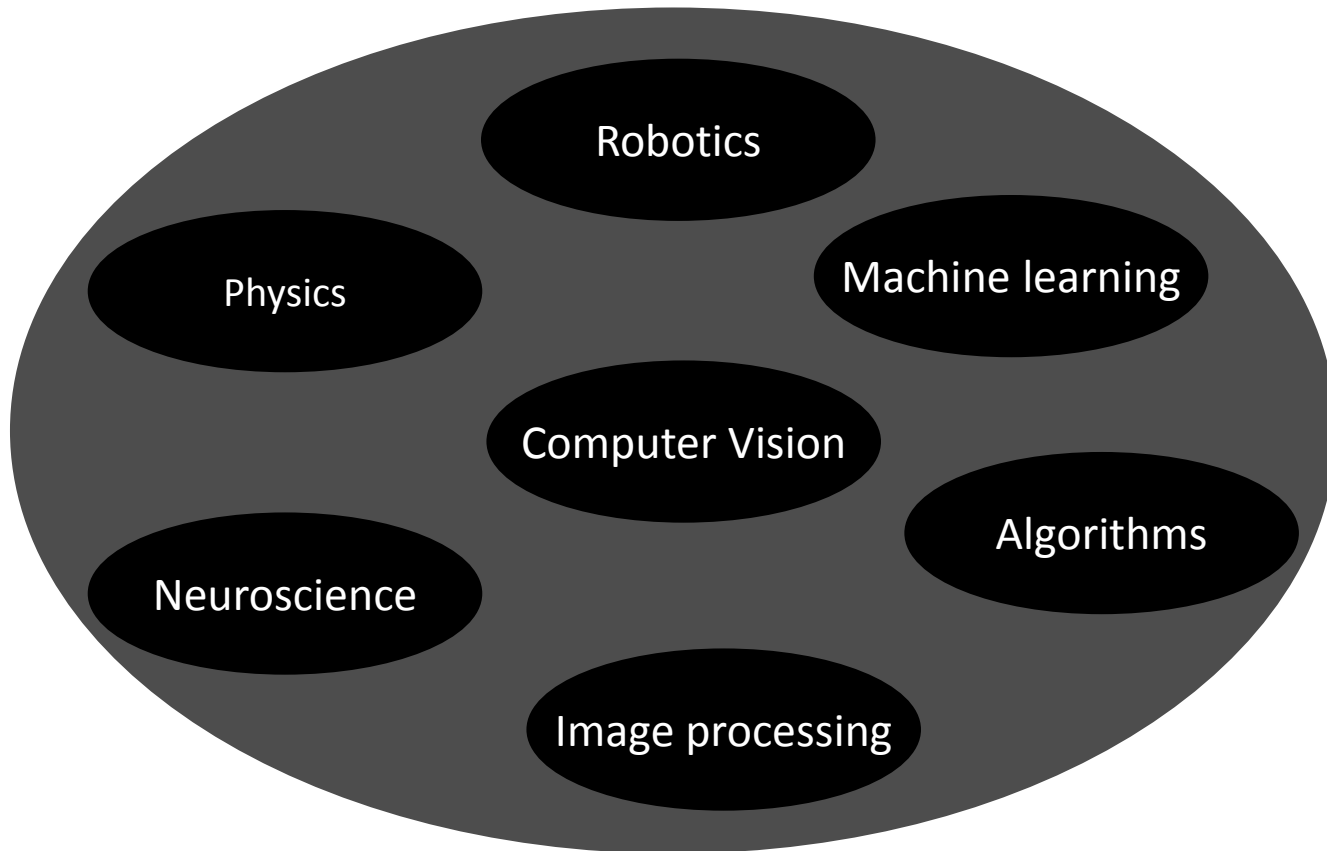 Robotics
Machine learning
Physics
Computer Vision
Algorithms
Neuroscience
Image processing